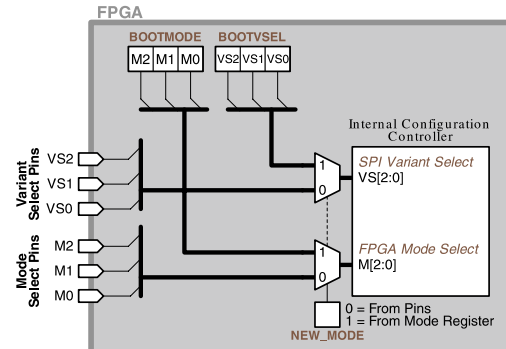 FPGA
BOOTMODE
BOOTVSEL
M2 M1 M0
VS2 VS1 VS0
Internal Configuration
Controller
SPI Variant Select
VS[2:0]
FPGA Mode Select
M[2:0]
Variant
Select Pins
VS2
VS1
VS0
1
0
Mode
Select Pins
M2
M1
M0
1
0
0 = From Pins
1 = From Mode Register
NEW_MODE